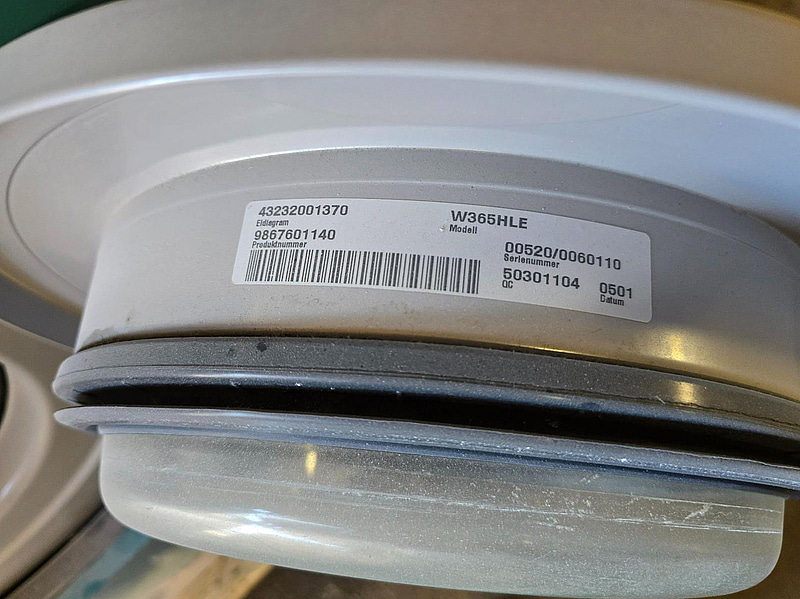 43232001370
Eldiagram
9867601140
Produktnummer
W365HLE
Modell
00520/0060110
Serienummer
50301104
QC
0501
Datum